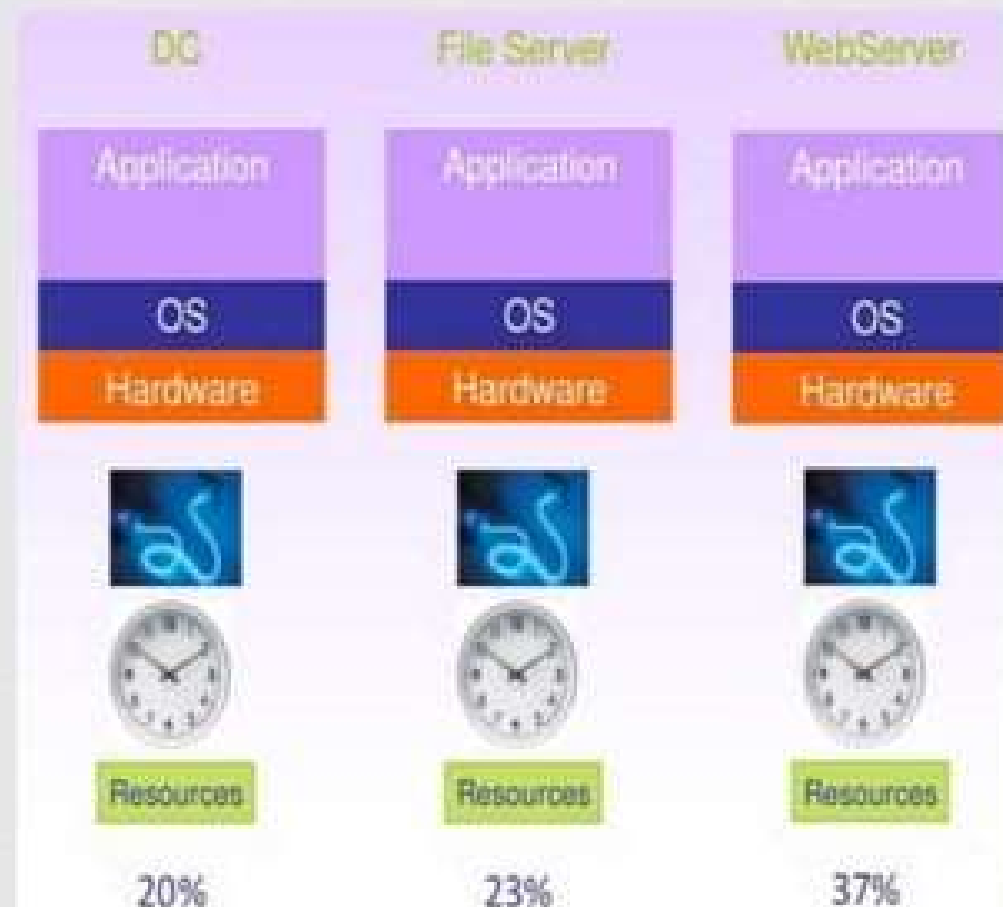 DC File Server WebServer
Application Application Application
OS OS OS
Hardware Hardware Hardware
Resources Resources Resources
20% 23% 37%